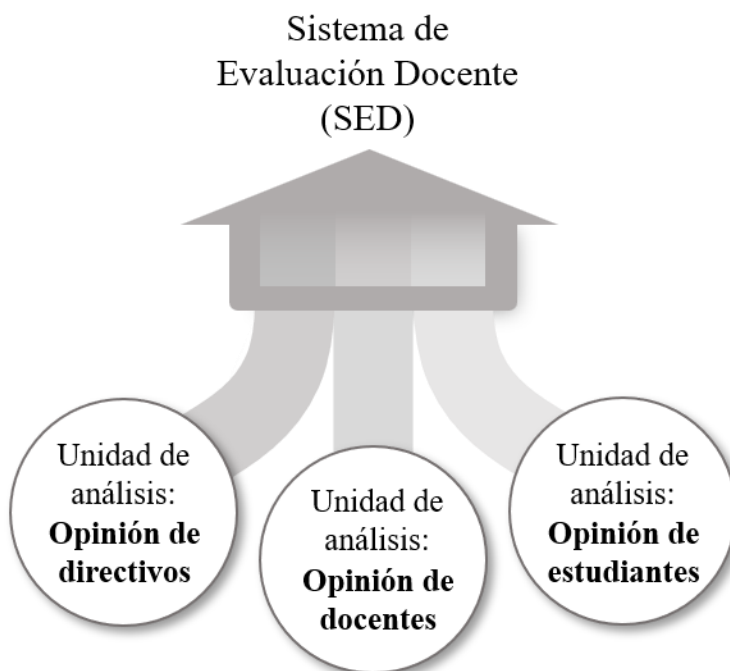 Sistema de
Evaluación Docente
(SED)
Unidad de
análisis:
Opinión de
directivos
Unidad de
análisis:
Opinión de
docentes
Unidad de
análisis:
Opinión de
estudiantes